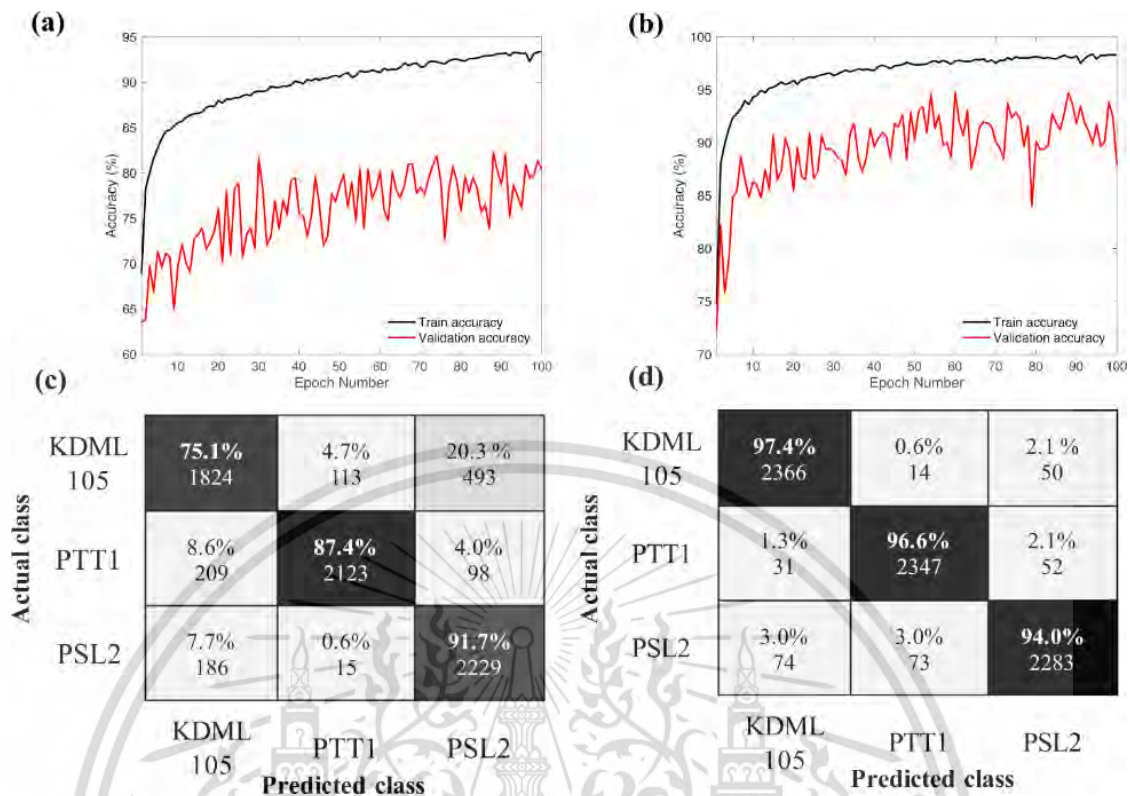 (a)
95
90
85
80
75
70
65
60
Accuracy (%)
Train accuracy
Validation accuracy
10 20 30 40 50 60 70 80 90 100
Epoch Number
(b)
100
95
90
85
80
75
70
Accuracy (%)
Train accuracy
Validation accuracy
10 20 30 40 50 60 70 80 90 100
Epoch Number
(c)
Actual class
KDML
105
75.1% 4.7% 20.3%
1824 113 493
PTT1
8.6% 87.4% 4.0%
209 2123 98
PSL2
7.7% 0.6% 91.7%
186 15 2229
KDML
105
PTT1 PSL2
Predicted class
(d)
Actual class
KDML
105
97.4% 0.6% 2.1%
2366 14 50
PTT1
1.3% 96.6% 2.1%
31 2347 52
PSL2
3.0% 3.0% 94.0%
74 73 2283
KDML
105
PTT1 PSL2
Predicted class